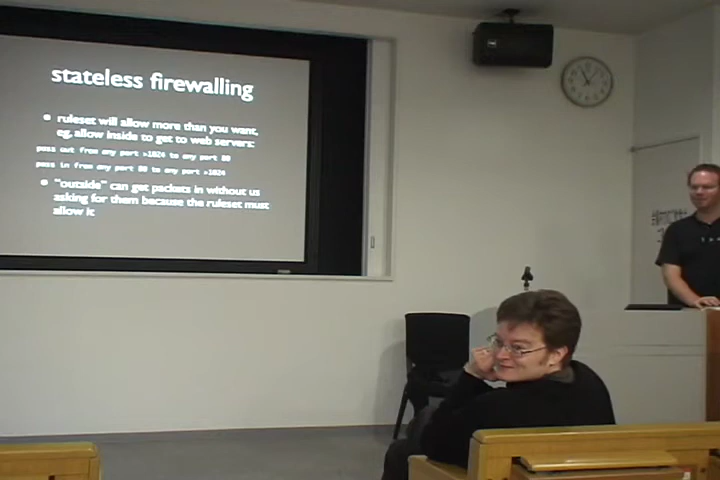 stateless firewalling
ruleset will allow more than you want,
eg, allow inside to get to web servers:
pass out from any port >1024 to any port 80
pass in from any port 80 to any port >1024
"outside" can get packets in without us
asking for them because the ruleset must
allow it